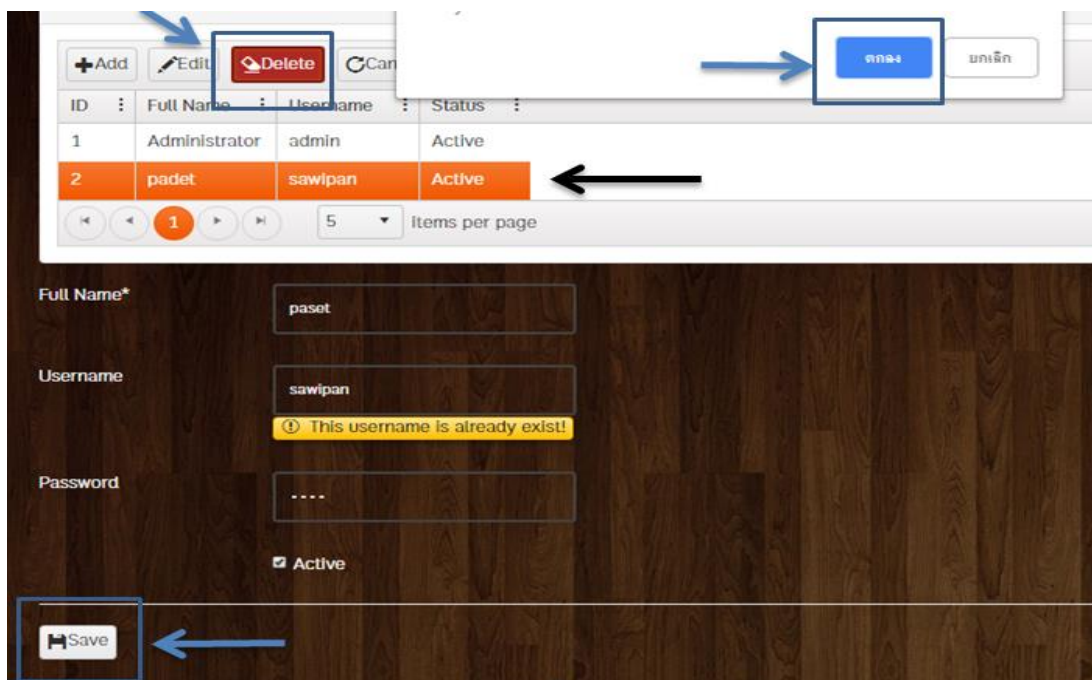 ตกลง ยกเลิก
Add Edit Delete Can
ID Full Name Username Status
1 Administrator admin Active
2 padet sawipan Active
1 5 items per page
Full Name* paset
Username sawipan
This username is already exist!
Password ····
Active
Save